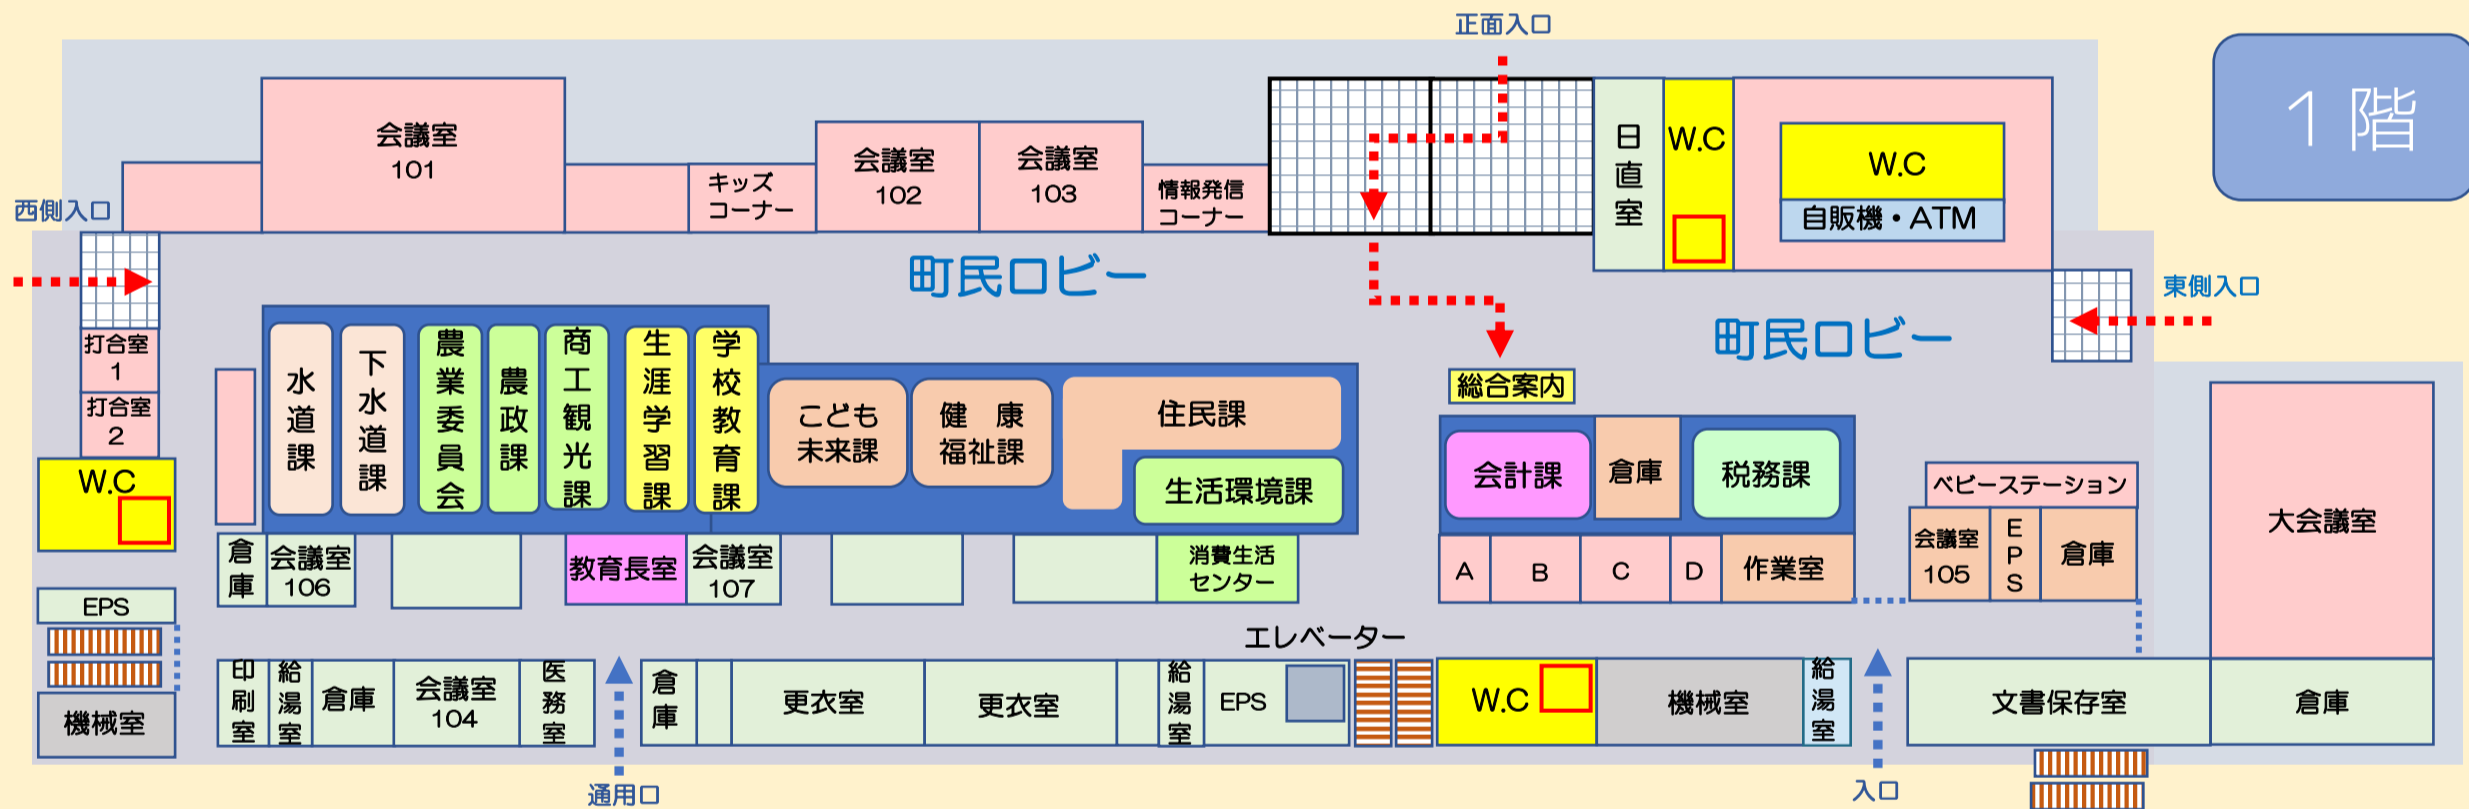 正面入口
1階
会議室
101
キッズ
コーナー
会議室
102
会議室
103
情報発信
コーナー
日直室
W.C
W.C
自販機・ATM
西側入口
町民ロビー
町民ロビー
東側入口
打合室
1
打合室
2
W.C
水道課
下水道課
農業委員会
農政課
商工観光課
生涯学習課
学校教育課
こども
未来課
健 康
福祉課
住民課
生活環境課
総合案内
会計課
倉庫
税務課
ベビーステーション
会議室
105
EPS
倉庫
大会議室
倉庫
会議室
106
教育長室
会議室
107
消費生活
センター
A
B
C
D
作業室
EPS
エレベーター
機械室
印刷室
給湯室
倉庫
会議室
104
医務室
倉庫
更衣室
更衣室
給湯室
EPS
W.C
機械室
給湯室
文書保存室
倉庫
通用口
入口